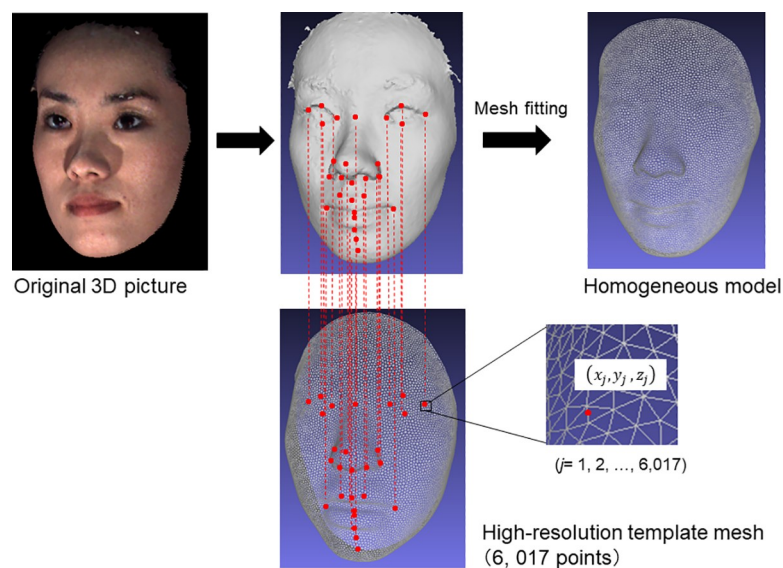 Mesh fitting
Original 3D picture
Homogeneous model
(xⱼ, yⱼ, zⱼ)
(j= 1, 2, …, 6,017)
High-resolution template mesh
(6, 017 points)